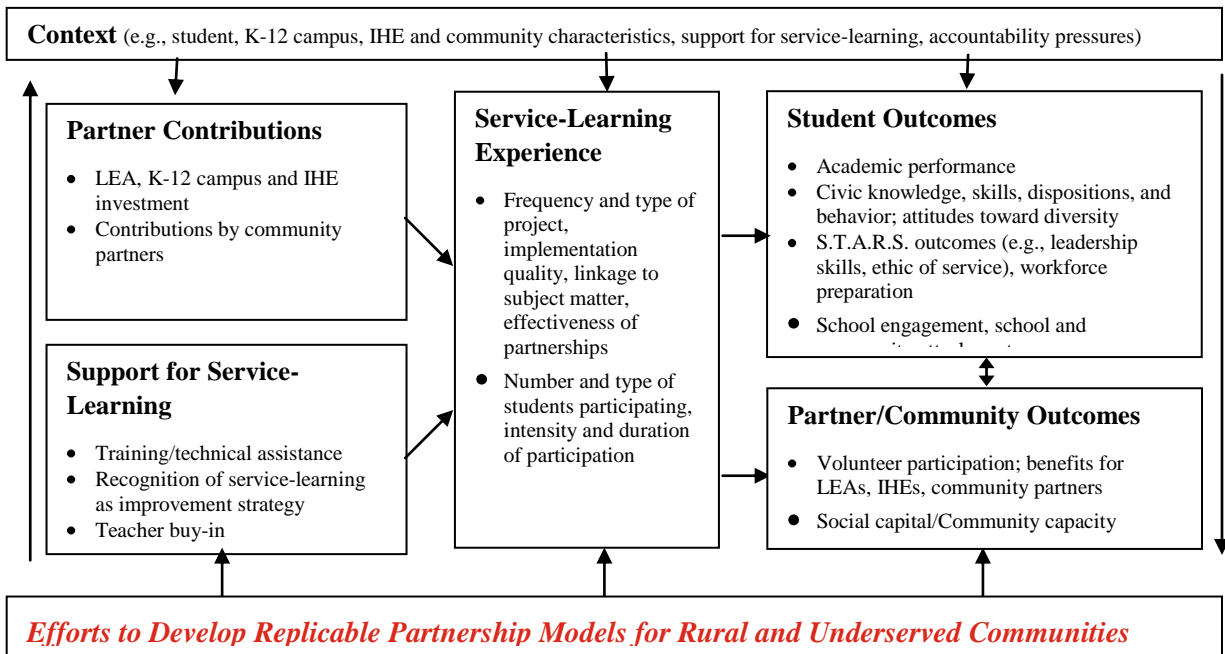 Context (e.g., student, K-12 campus, IHE and community characteristics, support for service-learning, accountability pressures)
Partner Contributions
• LEA, K-12 campus and IHE
investment
• Contributions by community
partners
Support for Service-
Learning
• Training/technical assistance
• Recognition of service-learning
as improvement strategy
• Teacher buy-in
Service-Learning
Experience
• Frequency and type of
project,
implementation
quality, linkage to
subject matter,
effectiveness of
partnerships
• Number and type of
students participating,
intensity and duration
of participation
Student Outcomes
• Academic performance
• Civic knowledge, skills, dispositions, and
behavior; attitudes toward diversity
• S.T.A.R.S. outcomes (e.g., leadership
skills, ethic of service), workforce
preparation
• School engagement, school and
Partner/Community Outcomes
• Volunteer participation; benefits for
LEAs, IHEs, community partners
• Social capital/Community capacity
Efforts to Develop Replicable Partnership Models for Rural and Underserved Communities